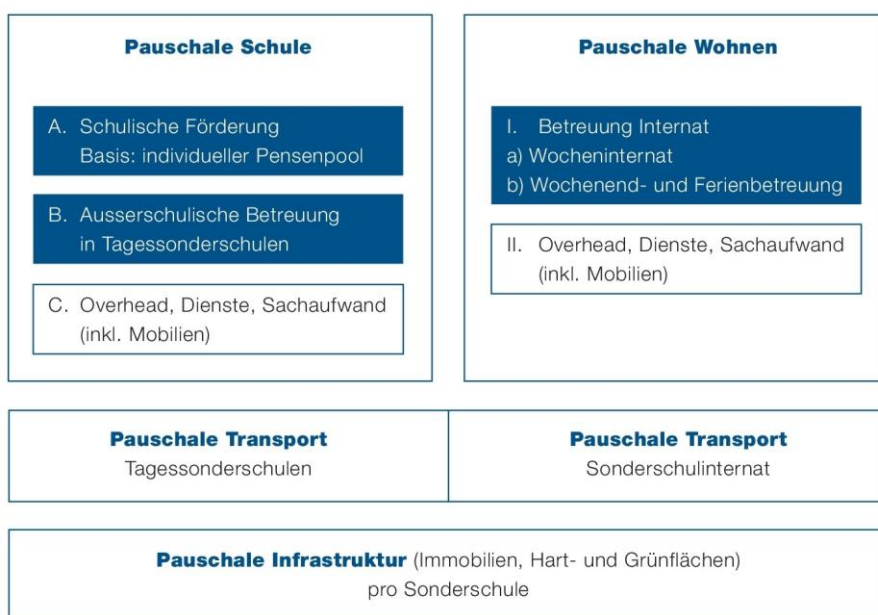 Pauschale Schule
A. Schulische Förderung
Basis: individueller Pensenpool
B. Ausserschulische Betreuung
in Tagessonderschulen
C. Overhead, Dienste, Sachaufwand
(inkl. Mobilien)
Pauschale Wohnen
I. Betreuung Internat
a) Wocheninternat
b) Wochenend- und Ferienbetreuung
II. Overhead, Dienste, Sachaufwand
(inkl. Mobilien)
Pauschale Transport
Tagessonderschulen
Pauschale Transport
Sonderschulinternat
Pauschale Infrastruktur (Immobilien, Hart- und Grünflächen)
pro Sonderschule